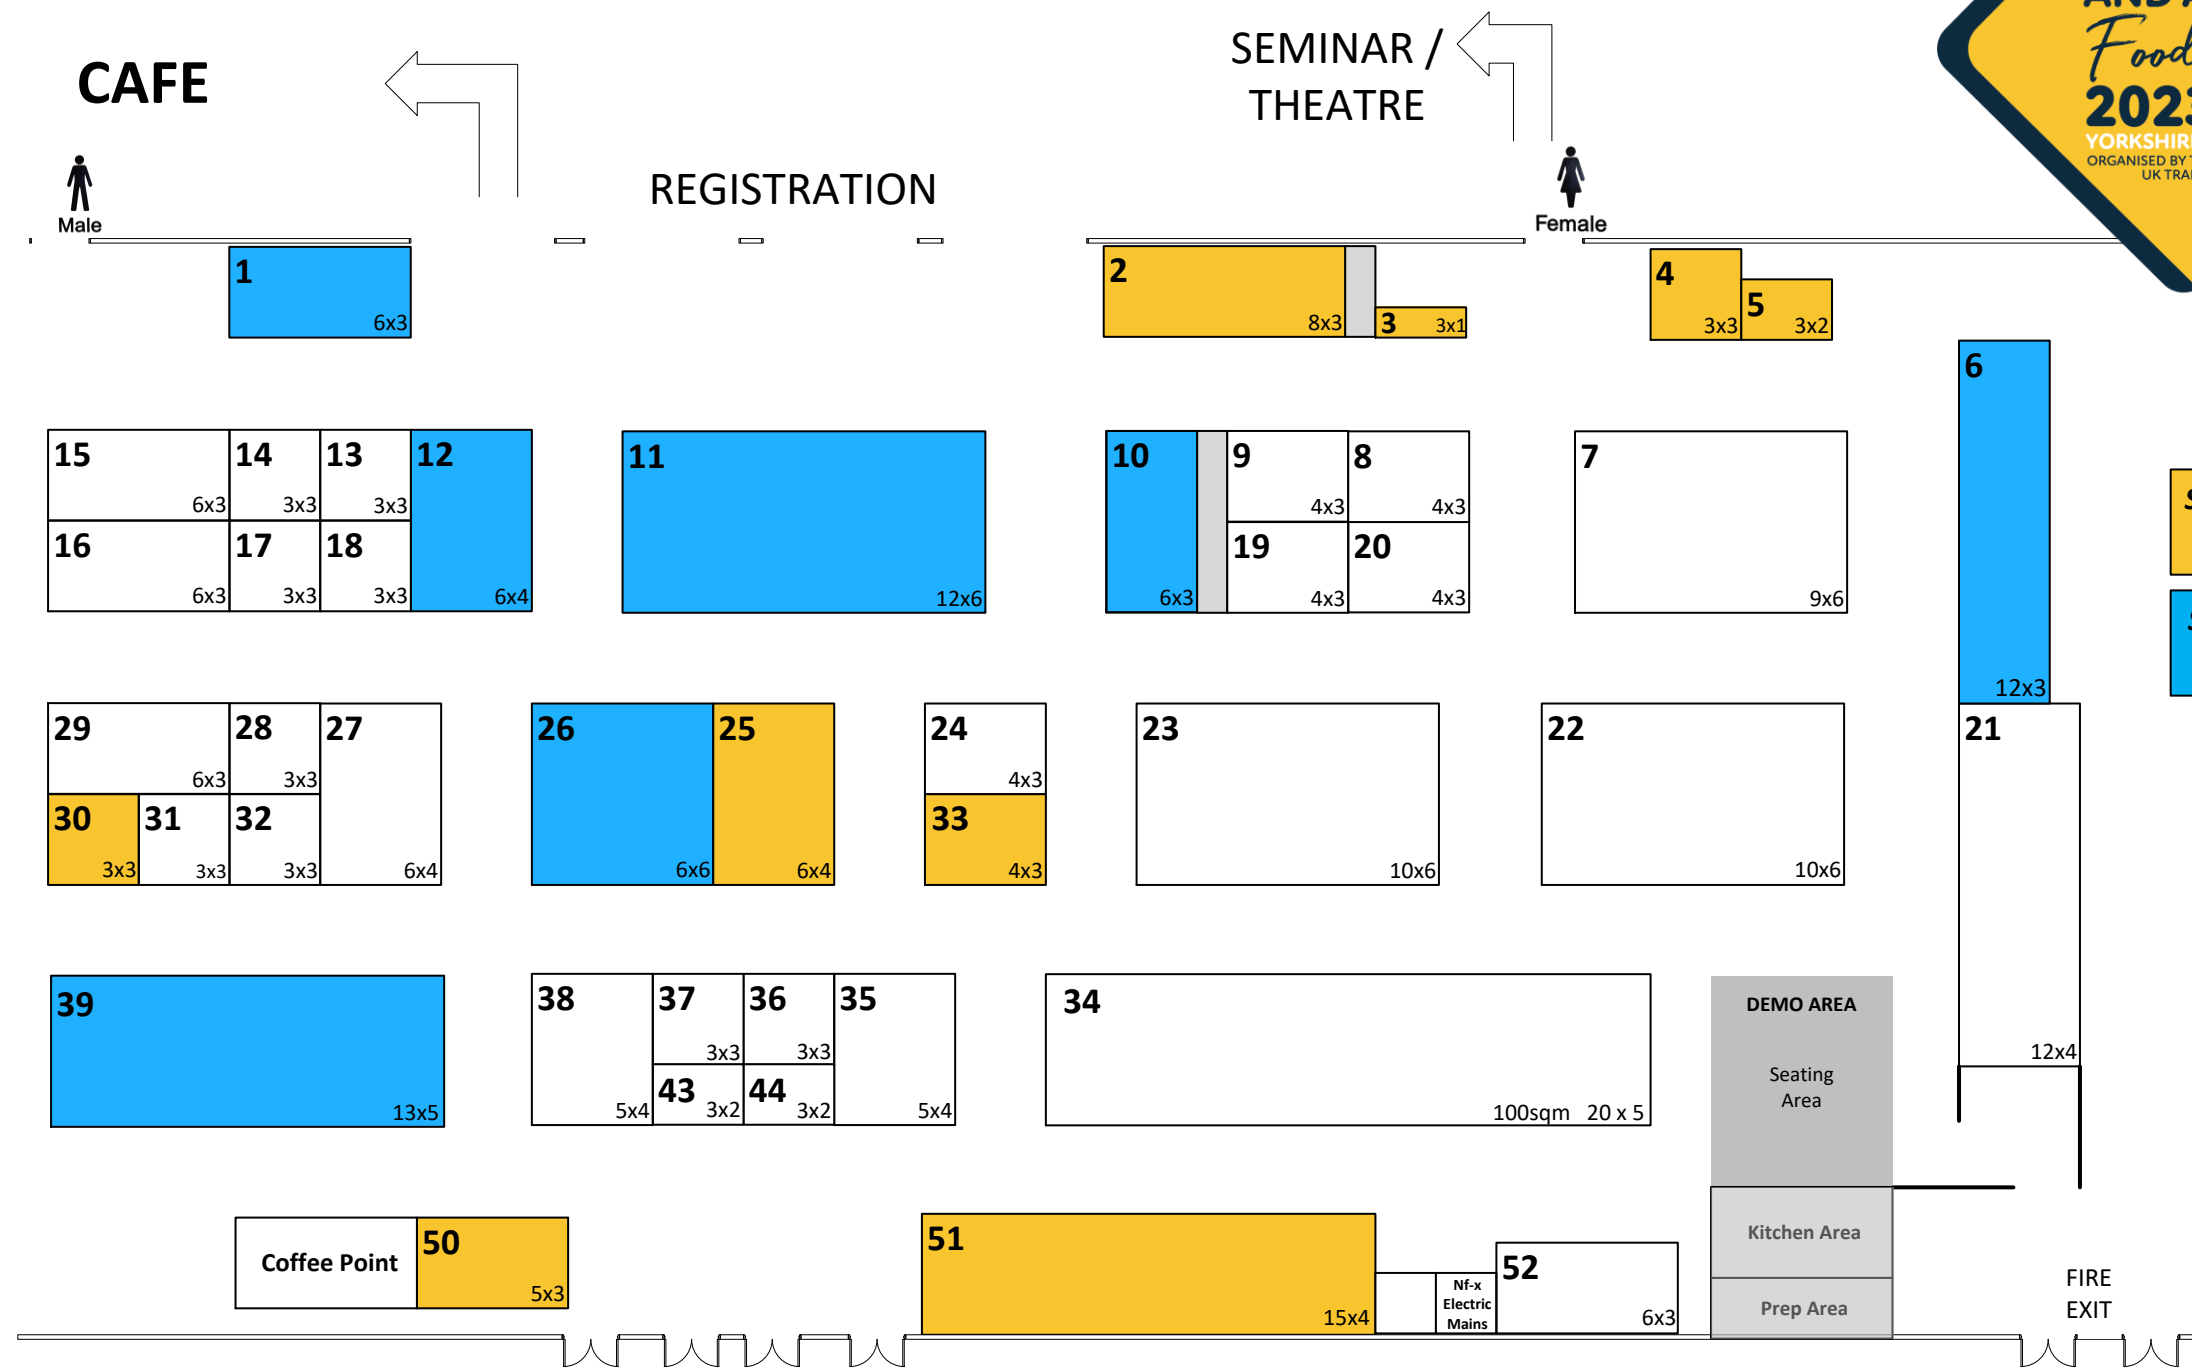 CAFE
SEMINAR /
THEATRE
REGISTRATION
Male
Female
Food
2023
YORKSHIRE
ORGANISED BY
UK
1
6x3
2
8x3
3
3x1
4
3x3
5
3x2
6
12x3
15
6x3
14
3x3
13
3x3
12
6x4
11
12x6
10
6x3
9
4x3
8
4x3
7
9x6
16
6x3
17
3x3
18
3x3
19
4x3
20
4x3
29
6x3
28
3x3
27
6x4
26
6x6
25
6x4
24
4x3
23
10x6
22
10x6
21
12x4
30
3x3
31
3x3
32
3x3
33
4x3
39
13x5
38
5x4
37
3x3
36
3x3
35
5x4
43
3x2
44
3x2
34
100sqm 20 x 5
DEMO AREA
Seating
Area
Kitchen Area
Prep Area
Coffee Point
50
5x3
51
15x4
Nf-x
Electric
Mains
52
6x3
FIRE
EXIT